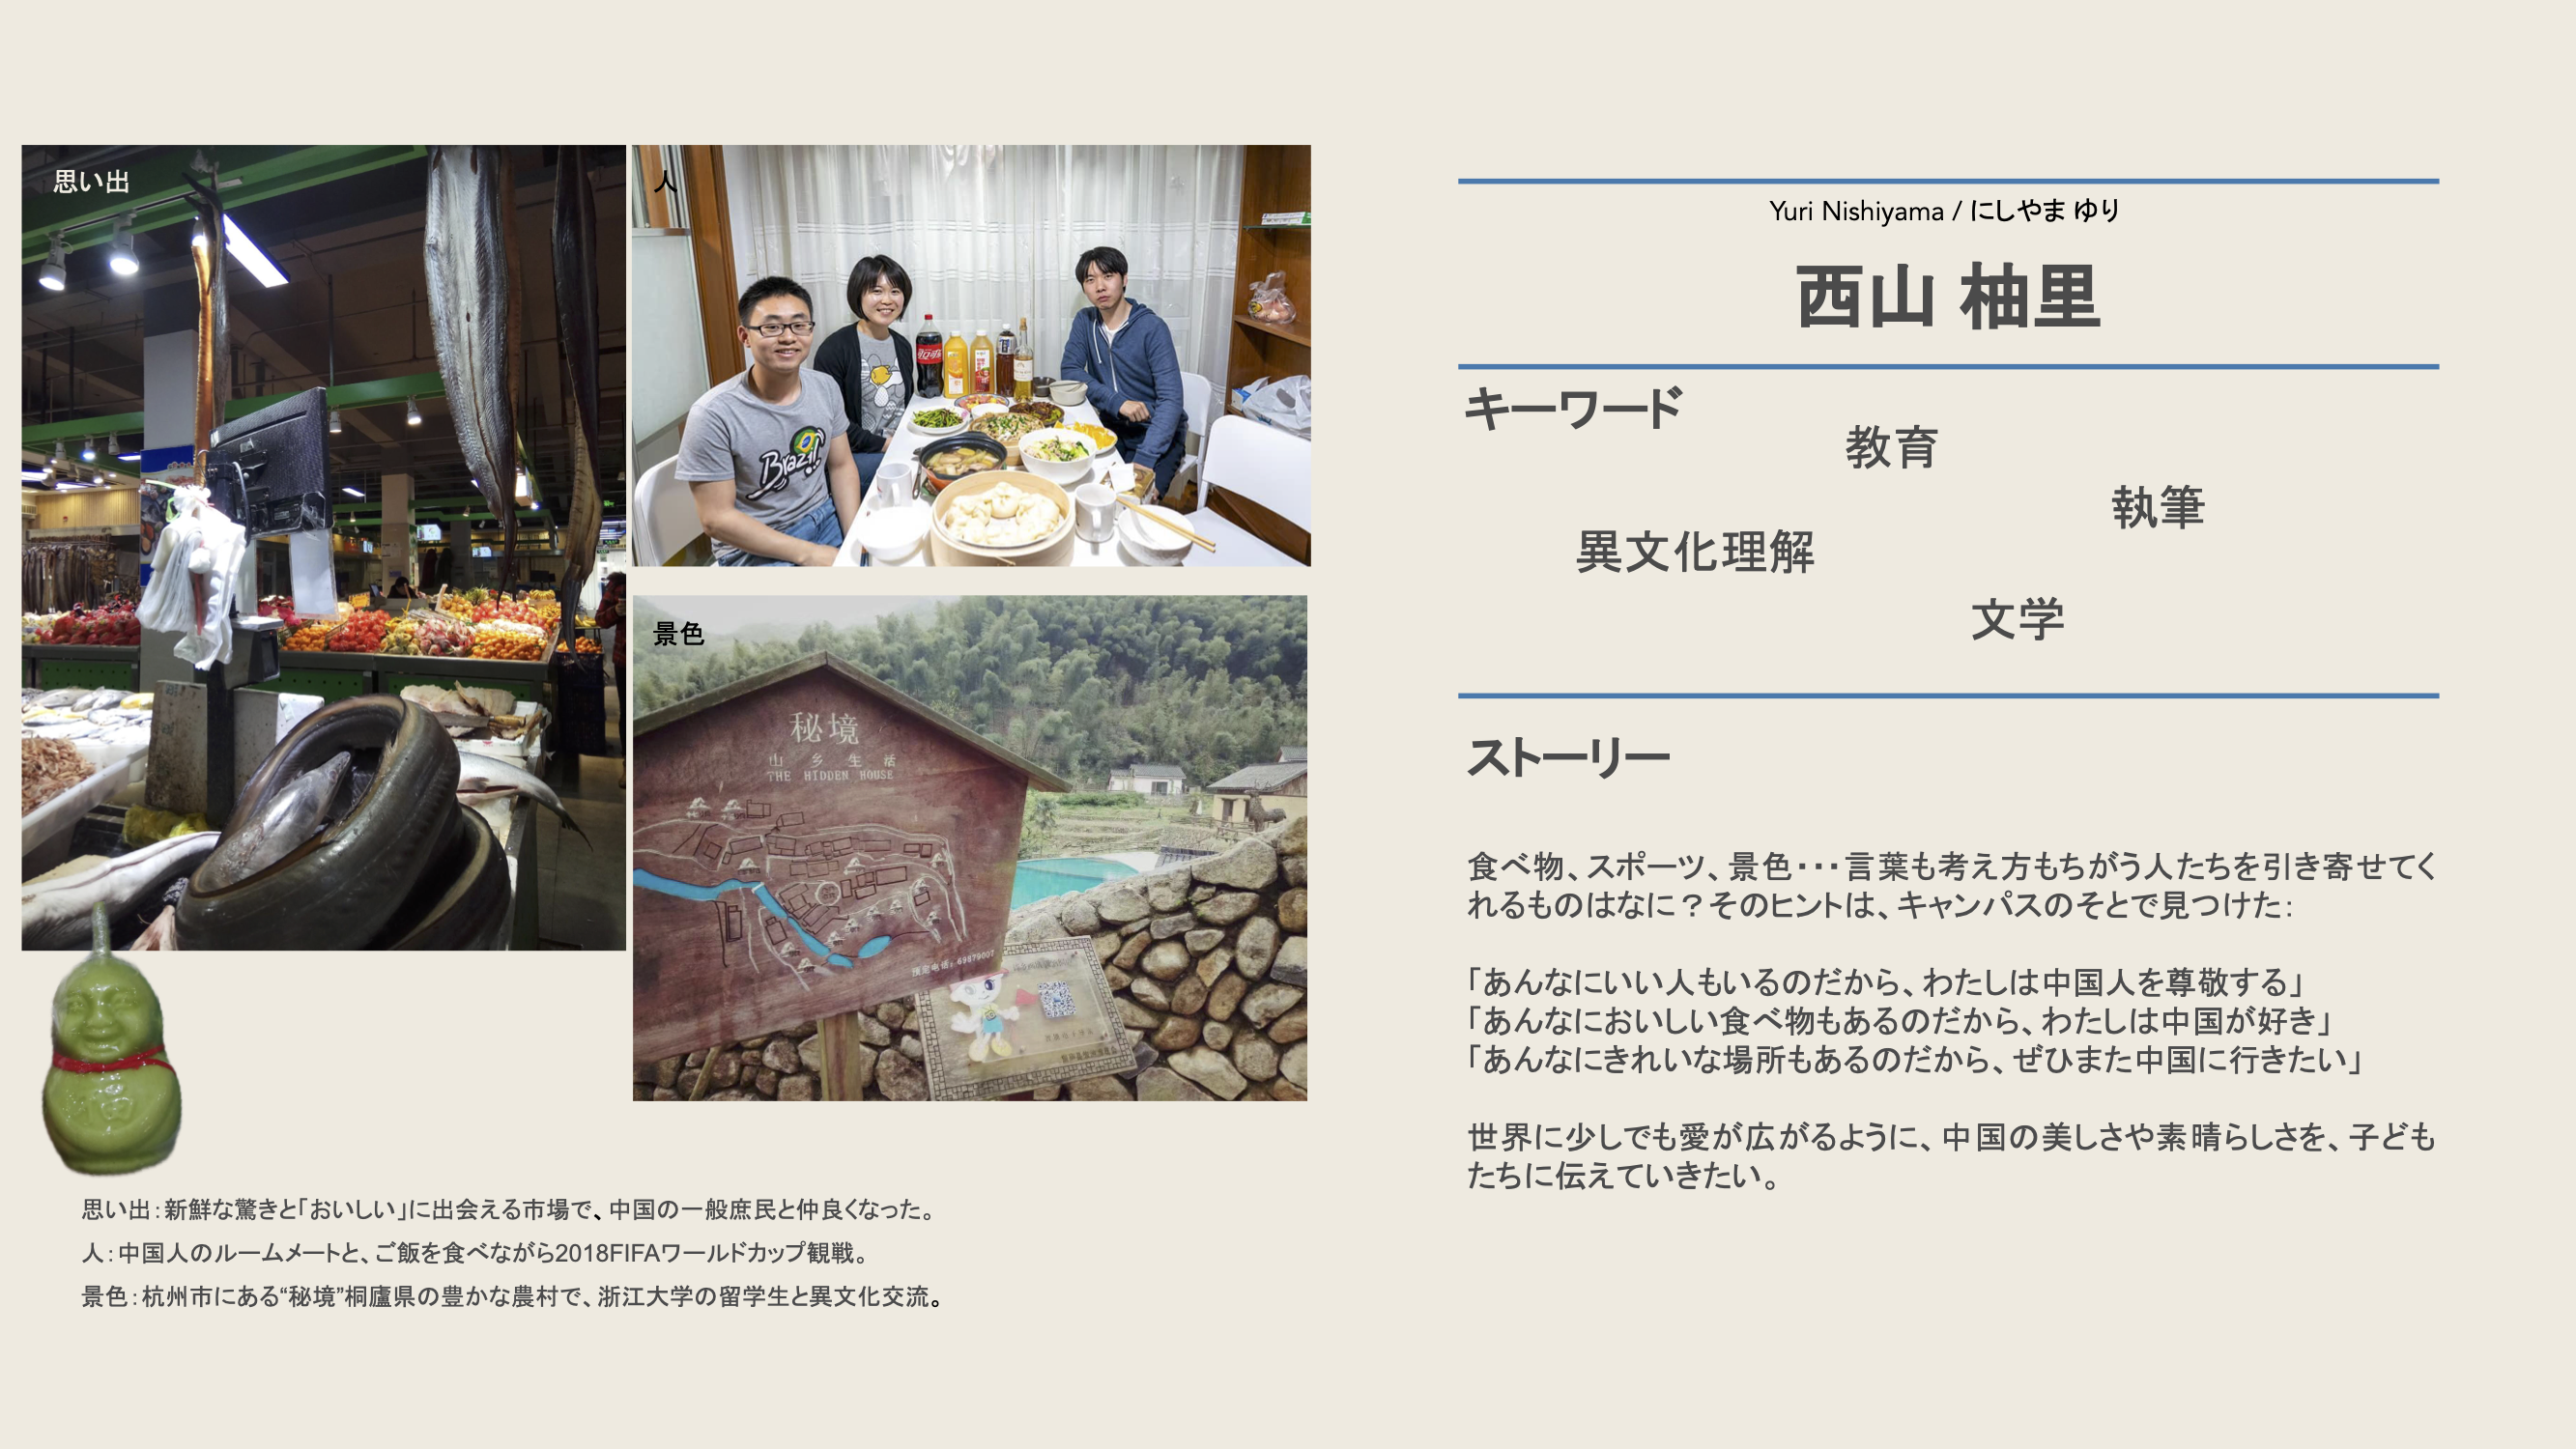 思い出
人
景色
Brazil
秘境
山乡生活
THE HIDDEN HOUSE
预定电话: 69879007
思い出：新鮮な驚きと「おいしい」に出会える市場で、中国の一般庶民と仲良くなった。
人：中国人のルームメートと、ご飯を食べながら2018FIFAワールドカップ観戦。
景色：杭州市にある“秘境”桐廬県の豊かな農村で、浙江大学の留学生と異文化交流。
Yuri Nishiyama / にしやま ゆり
西山 柚里
キーワード
教育
執筆
異文化理解
文学
ストーリー
食べ物、スポーツ、景色・・・言葉も考え方もちがう人たちを引き寄せてく
れるものはなに？そのヒントは、キャンパスのそとで見つけた：
「あんなにいい人もいるのだから、わたしは中国人を尊敬する」
「あんなにおいしい食べ物もあるのだから、わたしは中国が好き」
「あんなにきれいな場所もあるのだから、ぜひまた中国に行きたい」
世界に少しでも愛が広がるように、中国の美しさや素晴らしさを、子ども
たちに伝えていきたい。